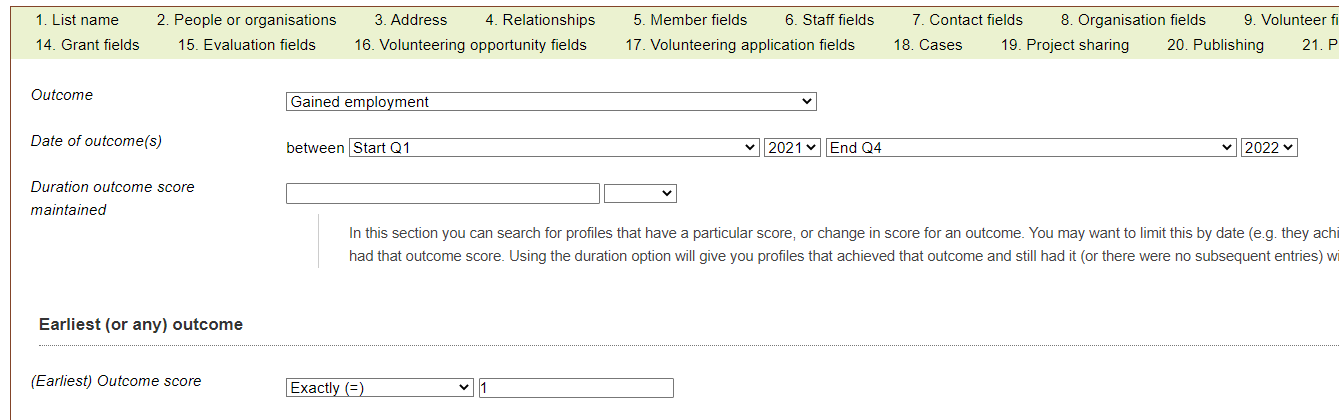 1. List name 2. People or organisations 3. Address 4. Relationships 5. Member fields 6. Staff fields 7. Contact fields 8. Organisation fields 9. Volunteer fi
14. Grant fields 15. Evaluation fields 16. Volunteering opportunity fields 17. Volunteering application fields 18. Cases 19. Project sharing 20. Publishing 21. P
Outcome Gained employment
Date of outcome(s) between Start Q1 2021 End Q4 2022
Duration outcome score
maintained
In this section you can search for profiles that have a particular score, or change in score for an outcome. You may want to limit this by date (e.g. they achi
had that outcome score. Using the duration option will give you profiles that achieved that outcome and still had it (or there were no subsequent entries) wi
Earliest (or any) outcome
(Earliest) Outcome score Exactly (=) 1